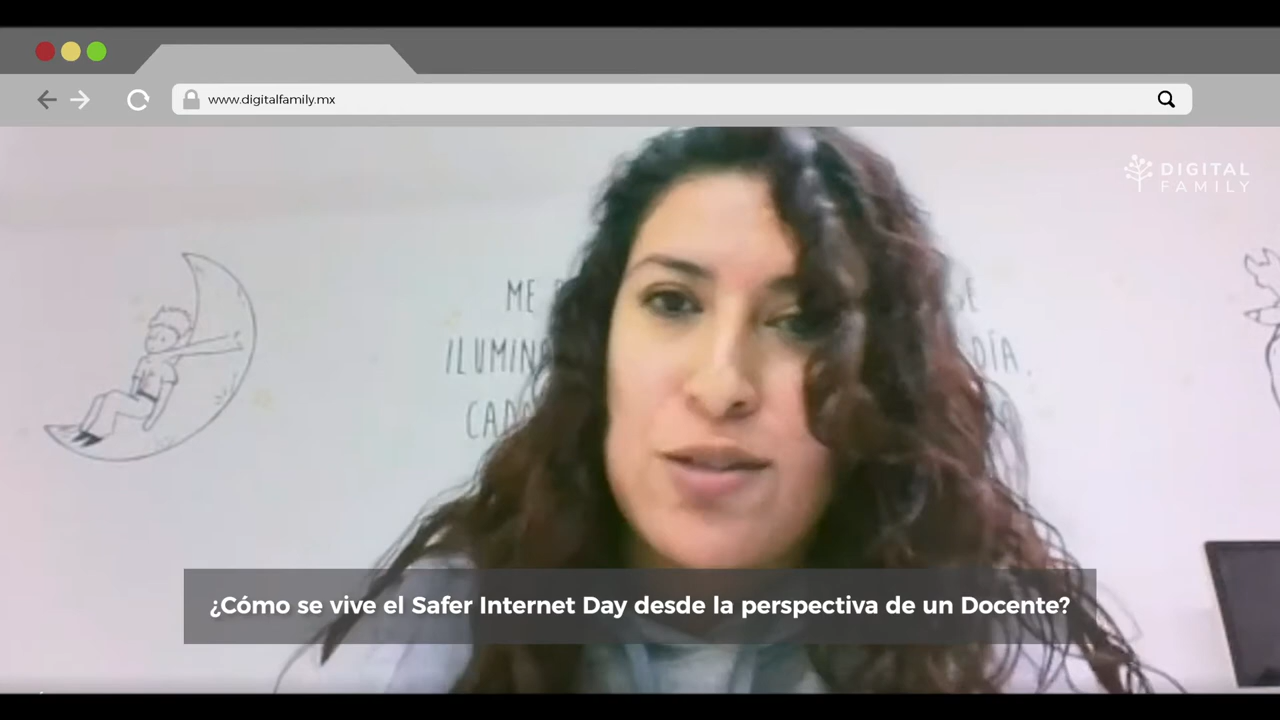 www.digitalfamily.mx
DIGITAL
FAMILY
ME
SE
ILUMIN
DÍA.
CAD
¿Cómo se vive el Safer Internet Day desde la perspectiva de un Docente?